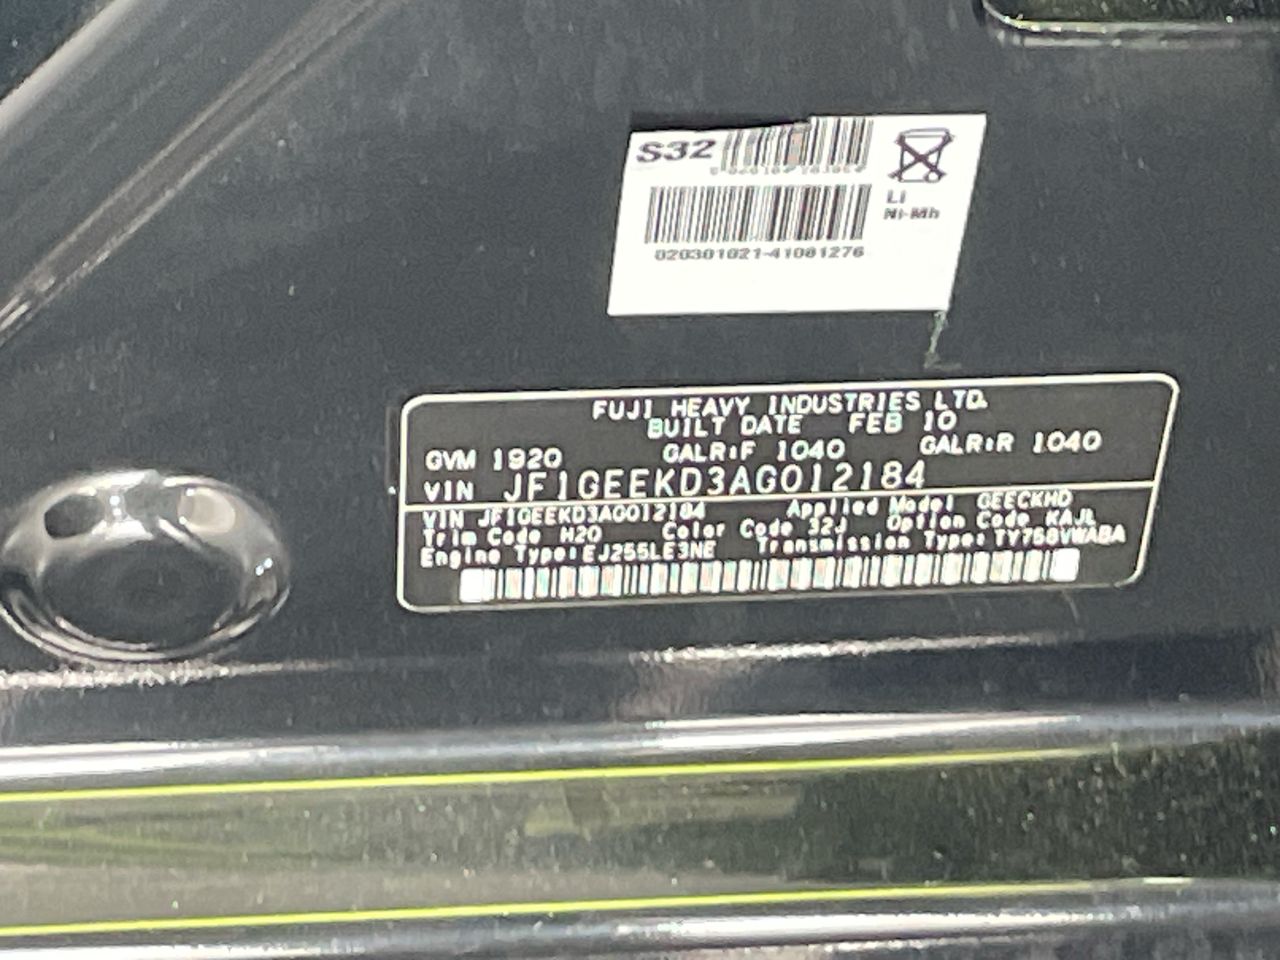 S32
Li
Ni-Mh
020301021-41081276
FUJI HEAVY INDUSTRIES LTD.
BUILT DATE FEB 10
GVM 1920 GALR:F 1040 GALR:R 1040
VIN JF1GEEKD3AG012184
VIN JF1GEEKD3AG012184 Applied Model GEECKHD
Trim Code H20 Color Code 32J Option Code KAJL
Engine Type:EJ255LE3NE Transmission Type:TY758VWABA